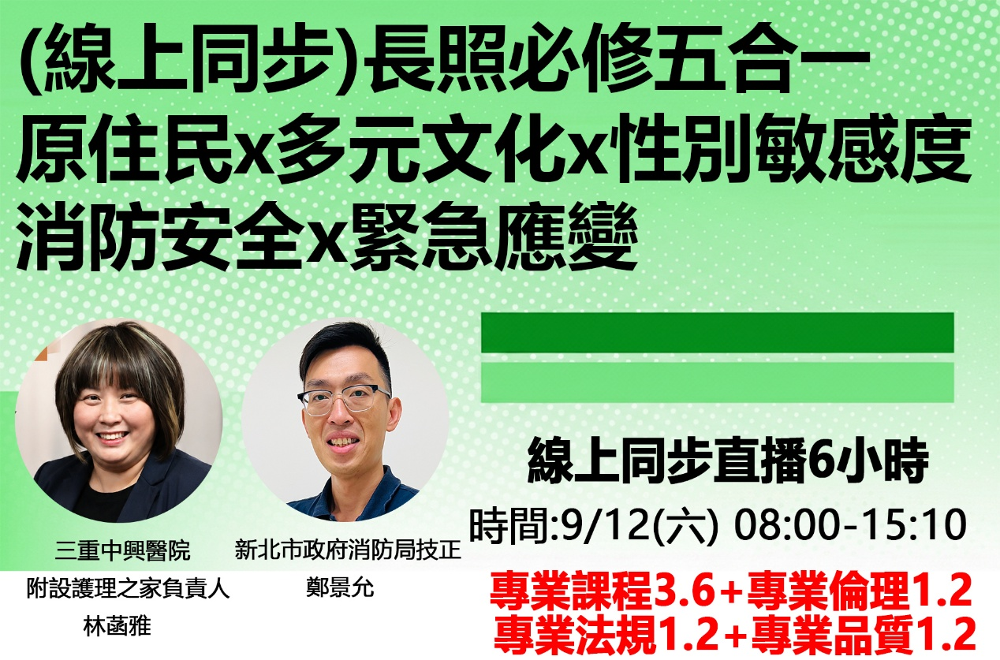 (線上同步)長照必修五合一
原住民x多元文化x性別敏感度
消防安全x緊急應變
線上同步直播6小時
時間:9/12(六) 08:00-15:10
專業課程3.6+專業倫理1.2
專業法規1.2+專業品質1.2
三重中興醫院
附設護理之家負責人
林菡雅
新北市政府消防局技正
鄭景允